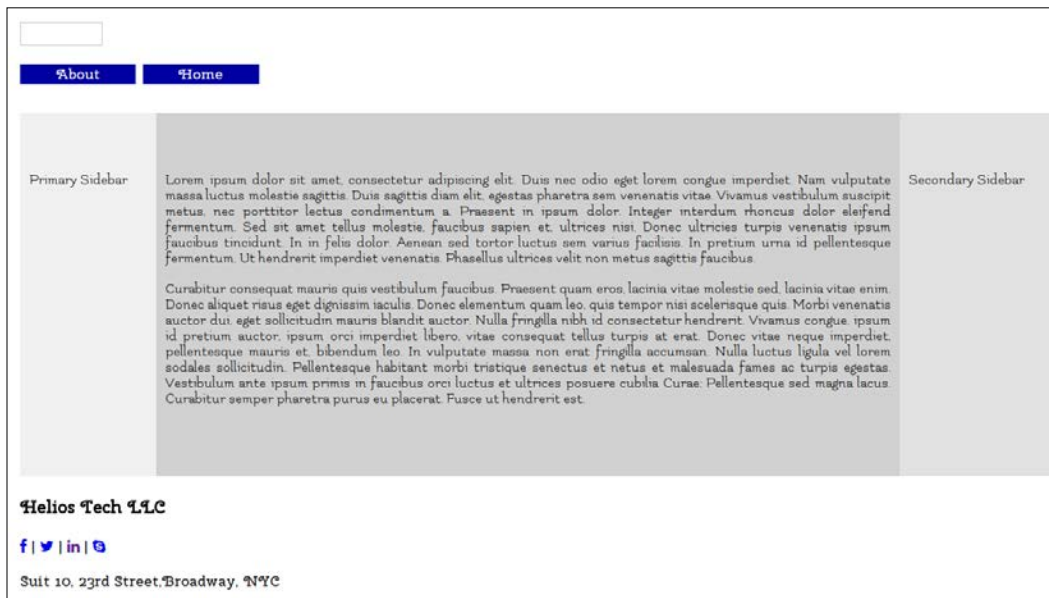 About Home
Primary Sidebar
Lorem ipsum dolor sit amet, consectetur adipiscing elit. Duis nec odio eget lorem congue imperdiet. Nam vulputate
massa luctus molestie sagittis. Duis sagittis diam elit, egestas pharetra sem venenatis vitae. Vivamus vestibulum suscipit
metus, nec porttitor lectus condimentum a. Praesent in ipsum dolor. Integer interdum rhoncus dolor eleifend
fermentum. Sed sit amet tellus molestie, faucibus sapien et, ultrices nisi. Donec ultricies turpis venenatis ipsum
faucibus tincidunt. In in felis dolor. Aenean sed tortor luctus sem varius facilisis. In pretium urna id pellentesque
fermentum. Ut hendrerit imperdiet venenatis. Phasellus ultrices velit non metus sagittis faucibus.
Curabitur consequat mauris quis vestibulum faucibus. Praesent quam eros, lacinia vitae molestie sed, lacinia vitae enim.
Donec aliquet risus eget dignissim iaculis. Donec elementum quam leo, quis tempor nisi scelerisque quis. Morbi venenatis
auctor dui, eget sollicitudin mauris blandit auctor. Nulla fringilla nibh id consectetur hendrerit. Vivamus congue, ipsum
id pretium auctor, ipsum orci imperdiet libero, vitae consequat tellus turpis at erat. Donec vitae neque imperdiet,
pellentesque mauris et, bibendum leo. In vulputate massa non erat fringilla accumsan. Nulla luctus ligula vel lorem
sodales sollicitudin. Pellentesque habitant morbi tristique senectus et netus et malesuada fames ac turpis egestas.
Vestibulum ante ipsum primis in faucibus orci luctus et ultrices posuere cubilia Curae; Pellentesque sed magna lacus.
Curabitur semper pharetra purus eu placerat. Fusce ut hendrerit est.
Secondary Sidebar
Helios Tech LLC
f | | in |
Suit 10, 23rd Street,Broadway, NYC